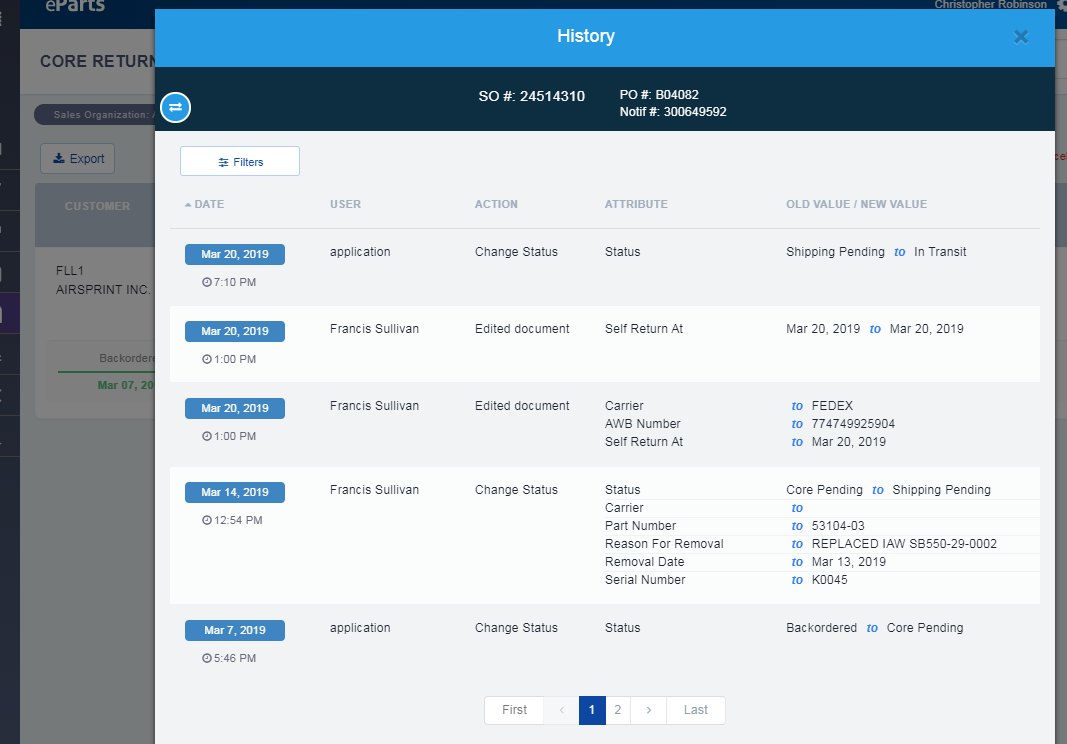 eParts
Christopher Robinson
History
CORE RETURN
SO #: 24514310
PO #: B04082
Notif #: 300649592
Sales Organization:
Export
Filters
CUSTOMER
DATE USER ACTION ATTRIBUTE OLD VALUE / NEW VALUE
Mar 20, 2019 application Change Status Status Shipping Pending to In Transit
7:10 PM
FLL1
AIRSPRINT INC.
Mar 20, 2019 Francis Sullivan Edited document Self Return At Mar 20, 2019 to Mar 20, 2019
1:00 PM
Backordere
Mar 07, 20
Mar 20, 2019 Francis Sullivan Edited document Carrier to FEDEX
AWB Number to 774749925904
1:00 PM
Self Return At to Mar 20, 2019
Mar 14, 2019 Francis Sullivan Change Status Status Core Pending to Shipping Pending
Carrier to
12:54 PM
Part Number to 53104-03
Reason For Removal to REPLACED IAW SB550-29-0002
Removal Date to Mar 13, 2019
Serial Number to K0045
Mar 7, 2019 application Change Status Status Backordered to Core Pending
5:46 PM
First ‹ 1 2 › Last